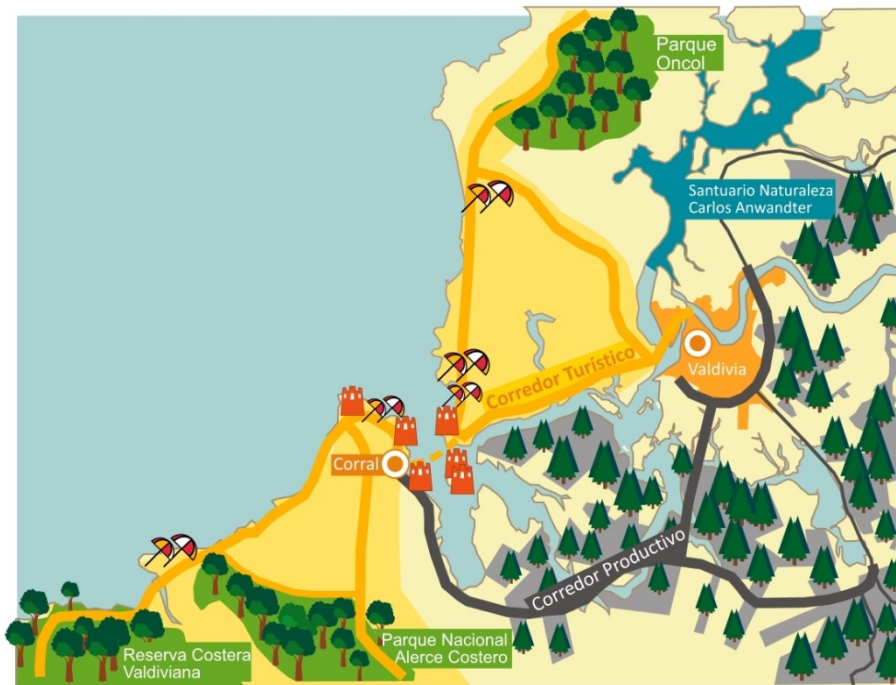 Parque
Oncol
Santuario Naturaleza
Carlos Anwandter
Corredor Turístico
Valdivia
Corral
Corredor Productivo
Reserva Costera
Valdiviana
Parque Nacional
Alerce Costero